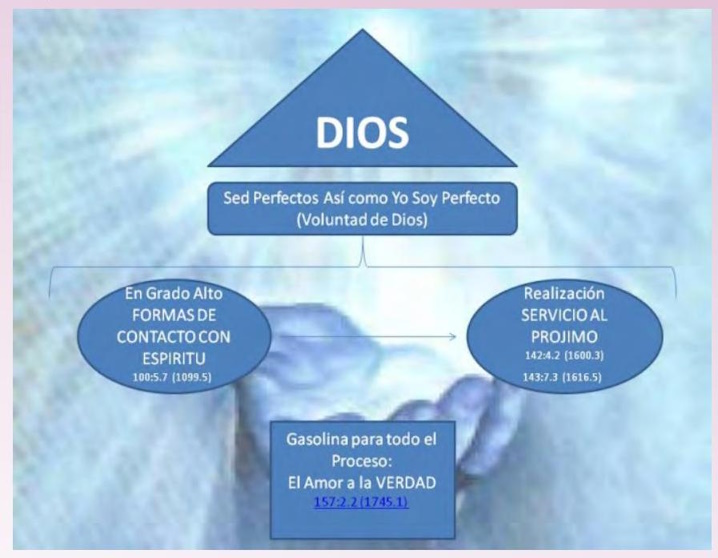 DIOS
Sed Perfectos Así como Yo Soy Perfecto
(Voluntad de Dios)
En Grado Alto
FORMAS DE
CONTACTO CON
ESPIRITU
100:5.7 (1099.5)
Realización
SERVICIO AL
PROJIMO
142:4.2 (1600.3)
143:7.3 (1616.5)
Gasolina para todo el
Proceso:
El Amor a la VERDAD
157:2.2 (1745.1)